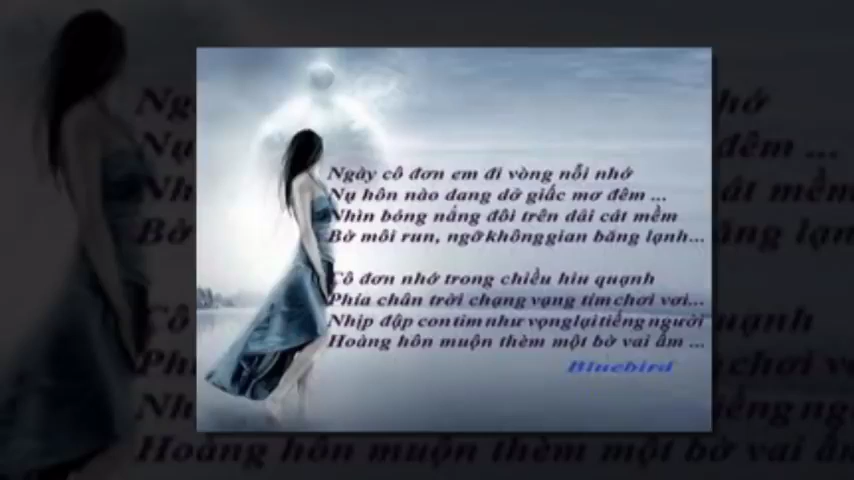 Ngày cô đơn em đi vòng nỗi nhớ
Nụ hôn nào dang dở giấc mơ đêm ...
Nhìn bóng nắng đôi trên dải cát mềm
Bờ môi run, ngỡ không gian băng lạnh...
Cô đơn nhớ trong chiều hiu quạnh
Phía chân trời chạng vạng tím chơi vơi...
Nhịp đập con tim như vọng lại tiếng người
Hoàng hôn muộn thèm một bờ vai ấm ...
Bluebird